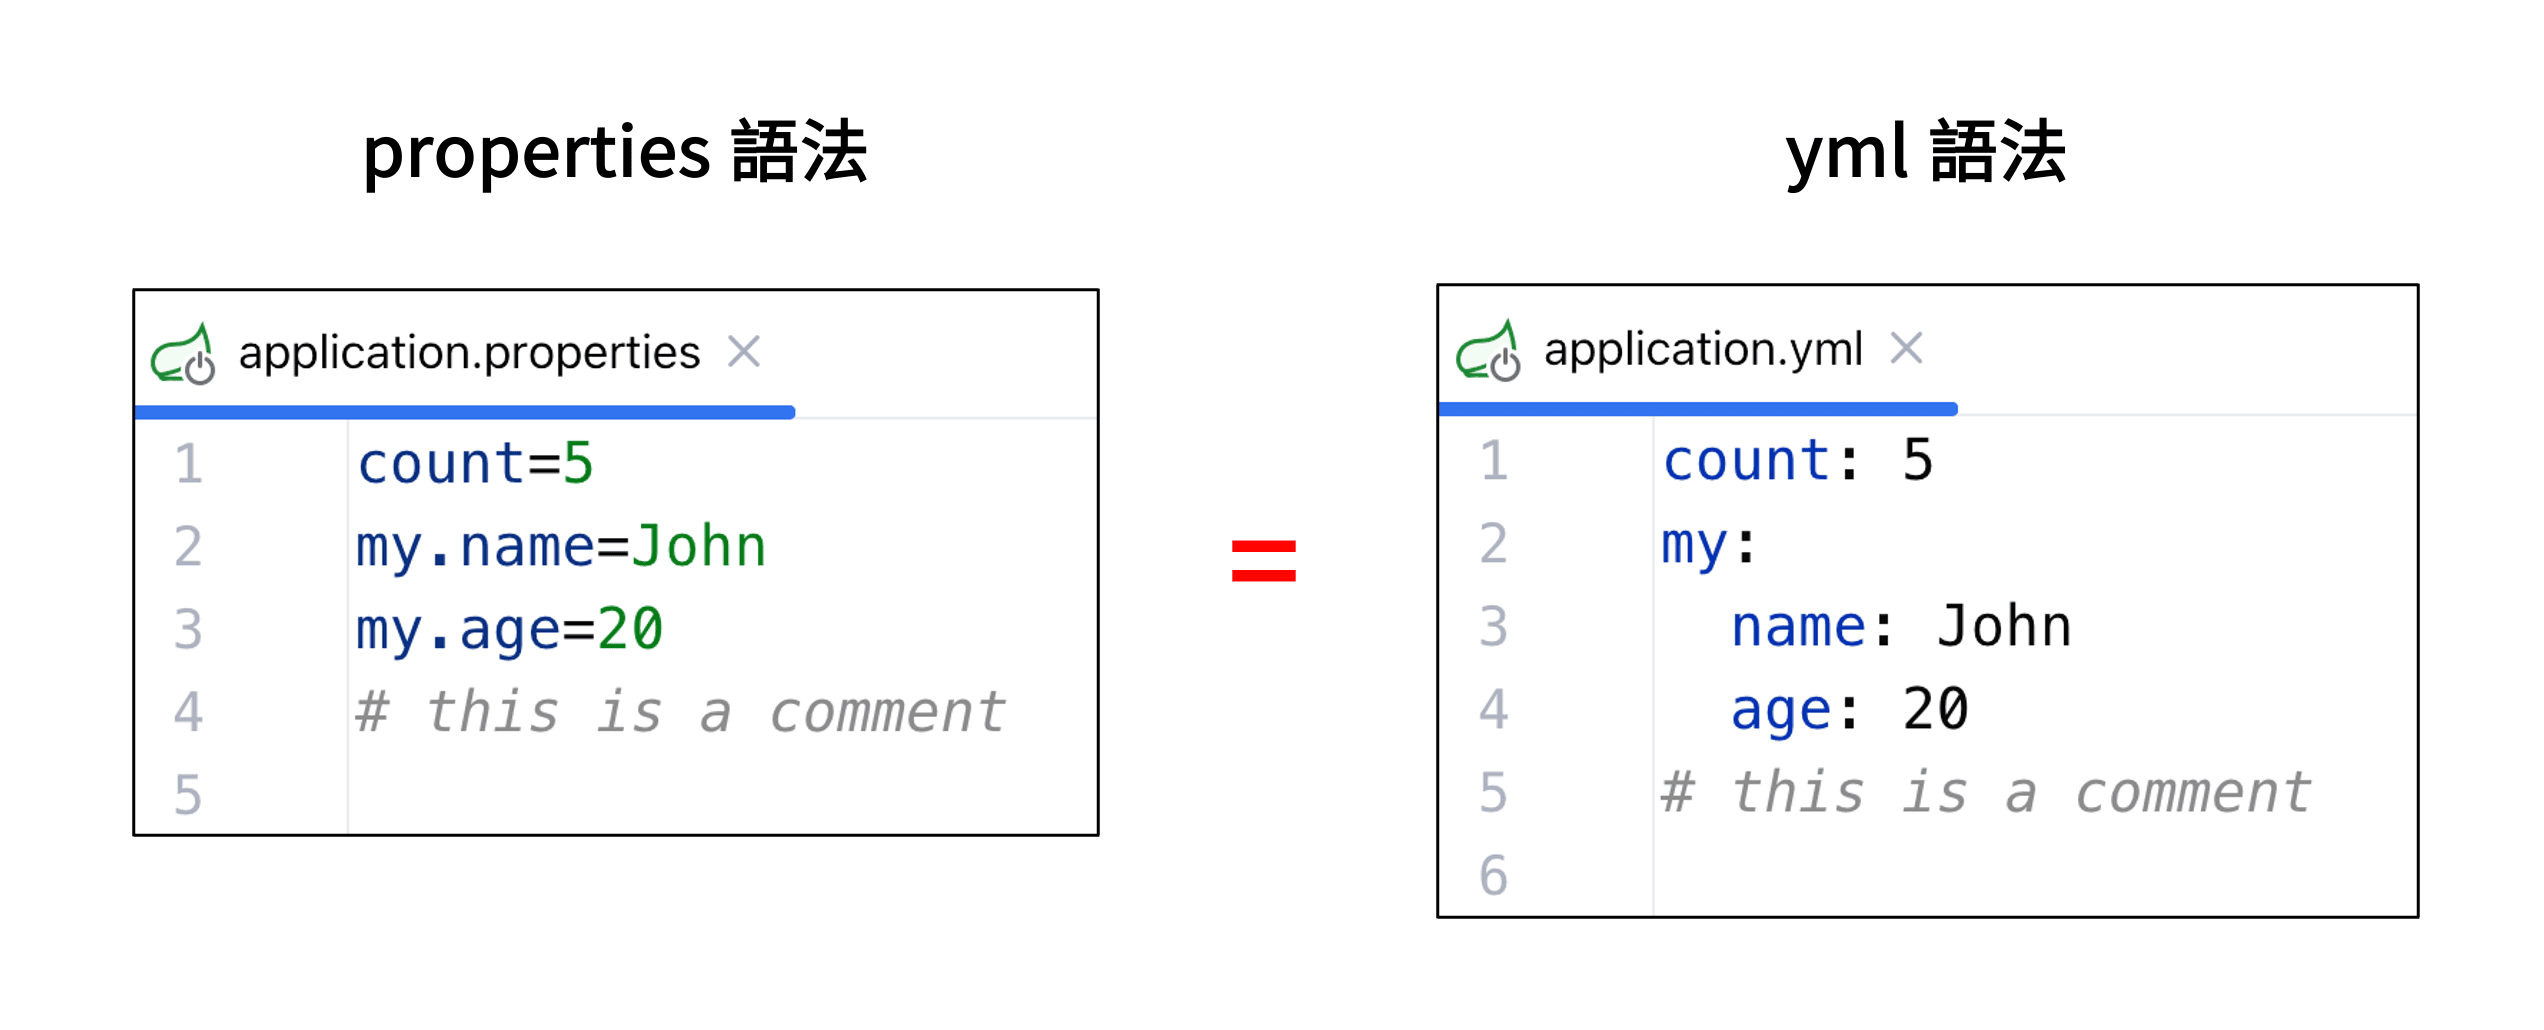 properties 語法
application.properties
1 count=5
2 my.name=John
3 my.age=20
4 # this is a comment
5
=
yml 語法
application.yml
1 count: 5
2 my:
3 name: John
4 age: 20
5 # this is a comment
6